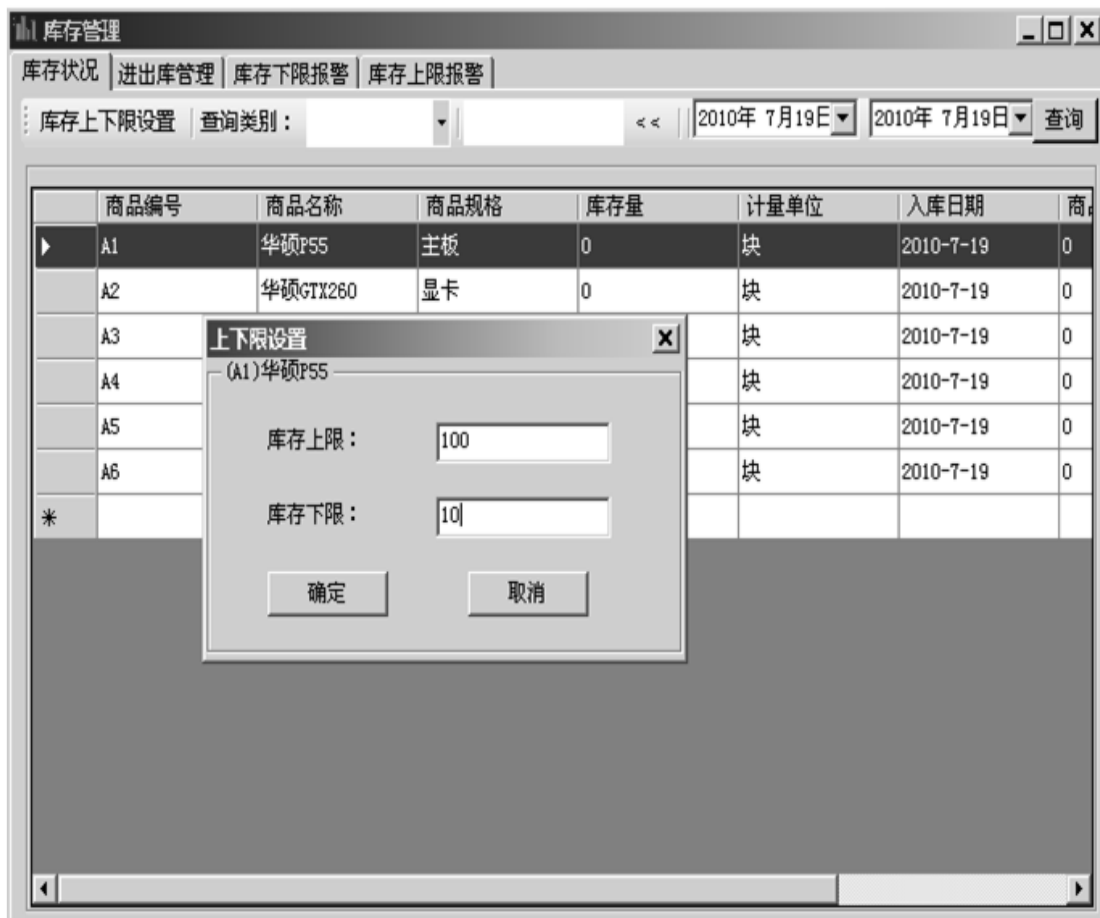 库存管理
库存状况 进出库管理 库存下限报警 库存上限报警
库存上下限设置 查询类别: << 2010年 7月19日 2010年 7月19日 查询
商品编号 商品名称 商品规格 库存量 计量单位 入库日期 商
A1 华硕P55 主板 0 块 2010-7-19 0
A2 华硕GTX260 显卡 0 块 2010-7-19 0
A3 块 2010-7-19 0
A4 块 2010-7-19 0
A5 块 2010-7-19 0
A6 块 2010-7-19 0
上下限设置
(A1)华硕P55
库存上限: 100
库存下限: 10
确定 取消